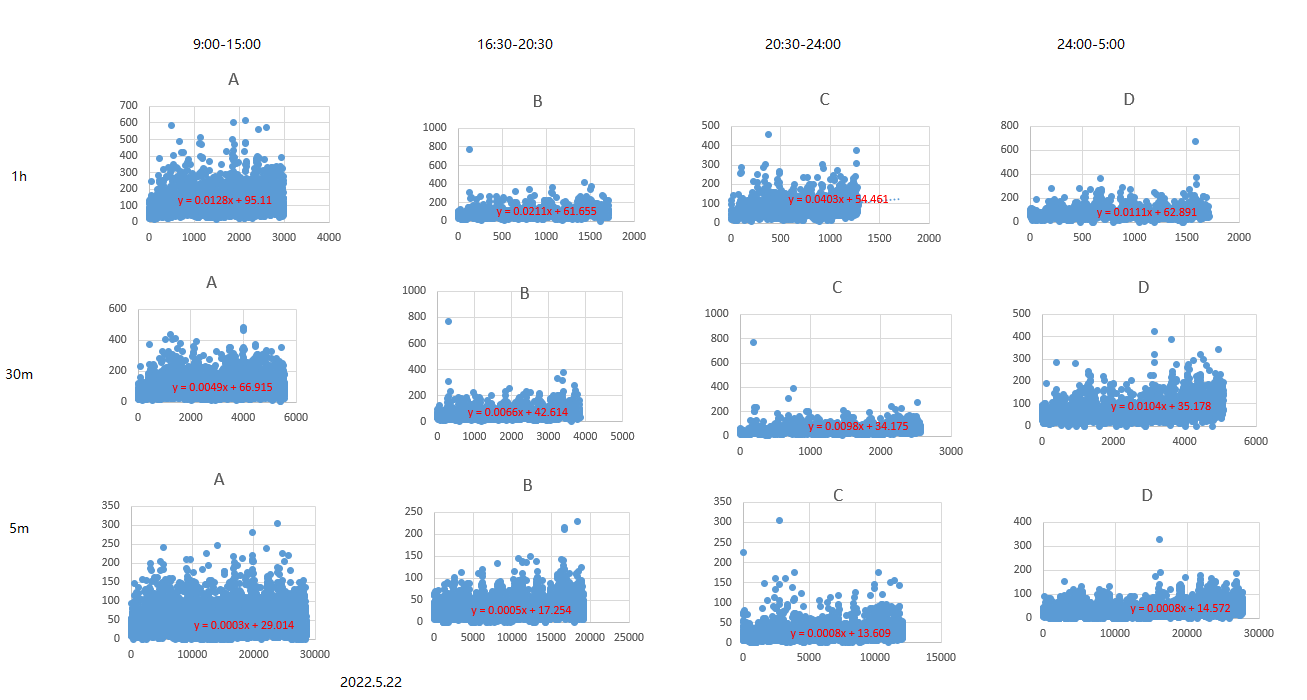 9:00-15:00 16:30-20:30 20:30-24:00 24:00-5:00
1h
A
700
600
500
400
300
200
100
0
0 1000 2000 3000 4000
y = 0.0128x + 95.11
B
1000
800
600
400
200
0
0 500 1000 1500 2000
y = 0.0211x + 61.655
C
500
400
300
200
100
0
0 500 1000 1500 2000
y = 0.0403x + 54.461
D
800
600
400
200
0
0 500 1000 1500 2000
y = 0.0111x + 62.891
30m
A
600
400
200
0
0 2000 4000 6000
y = 0.0049x + 66.915
B
1000
800
600
400
200
0
0 1000 2000 3000 4000 5000
y = 0.0066x + 42.614
C
1000
800
600
400
200
0
0 1000 2000 3000
y = 0.0098x + 34.175
D
500
400
300
200
100
0
0 2000 4000 6000
y = 0.0104x + 35.178
5m
A
350
300
250
200
150
100
50
0
0 10000 20000 30000
y = 0.0003x + 29.014
B
250
200
150
100
50
0
0 5000 10000 15000 20000 25000
y = 0.0005x + 17.254
C
350
300
250
200
150
100
50
0
0 5000 10000 15000
y = 0.0008x + 13.609
D
400
300
200
100
0
0 10000 20000 30000
y = 0.0008x + 14.572
2022.5.22